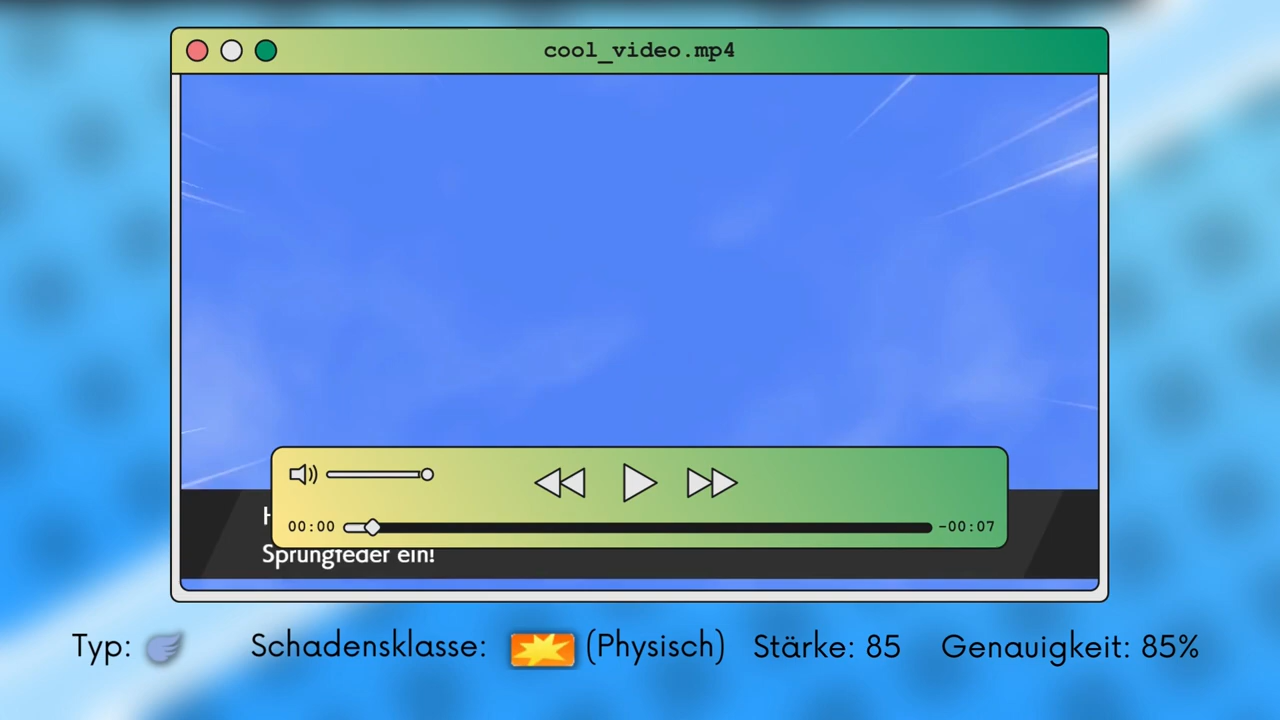 cool_video.mp4
00:00
-00:07
Sprungfeder ein!
Typ:
Schadensklasse:
(Physisch)
Stärke: 85
Genauigkeit: 85%